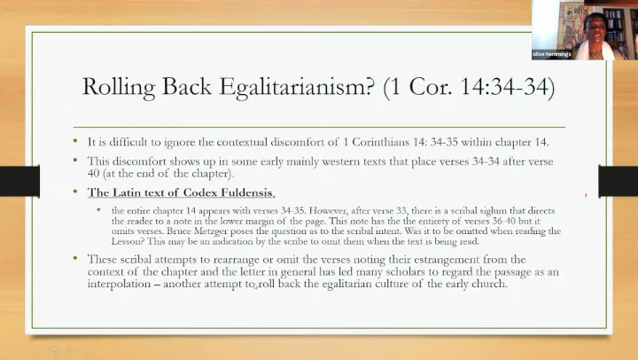 olive hemmings
Rolling Back Egalitarianism? (1 Cor. 14:34-34)
• It is difficult to ignore the contextual discomfort of 1 Corinthians 14: 34-35 within chapter 14.
• This discomfort shows up in some early mainly western texts that place verses 34-34 after verse
40 (at the end of the chapter).
• The Latin text of Codex Fuldensis,
• the entire chapter 14 appears with verses 34-35. However, after verse 33, there is a scribal siglum that directs
the reader to a note in the lower margin of the page. This note has the the entirety of verses 36-40 but it
omits verses. Bruce Metzger poses the question as to the scribal intent. Was it to be omitted when reading the
Lesson? This may be an indication by the scribe to omit them when the text is being read.
• These scribal attempts to rearrange or omit the verses noting their estrangement from the
context of the chapter and the letter in general has led many scholars to regard the passage as an
interpolation – another attempt to roll back the egalitarian culture of the early church.